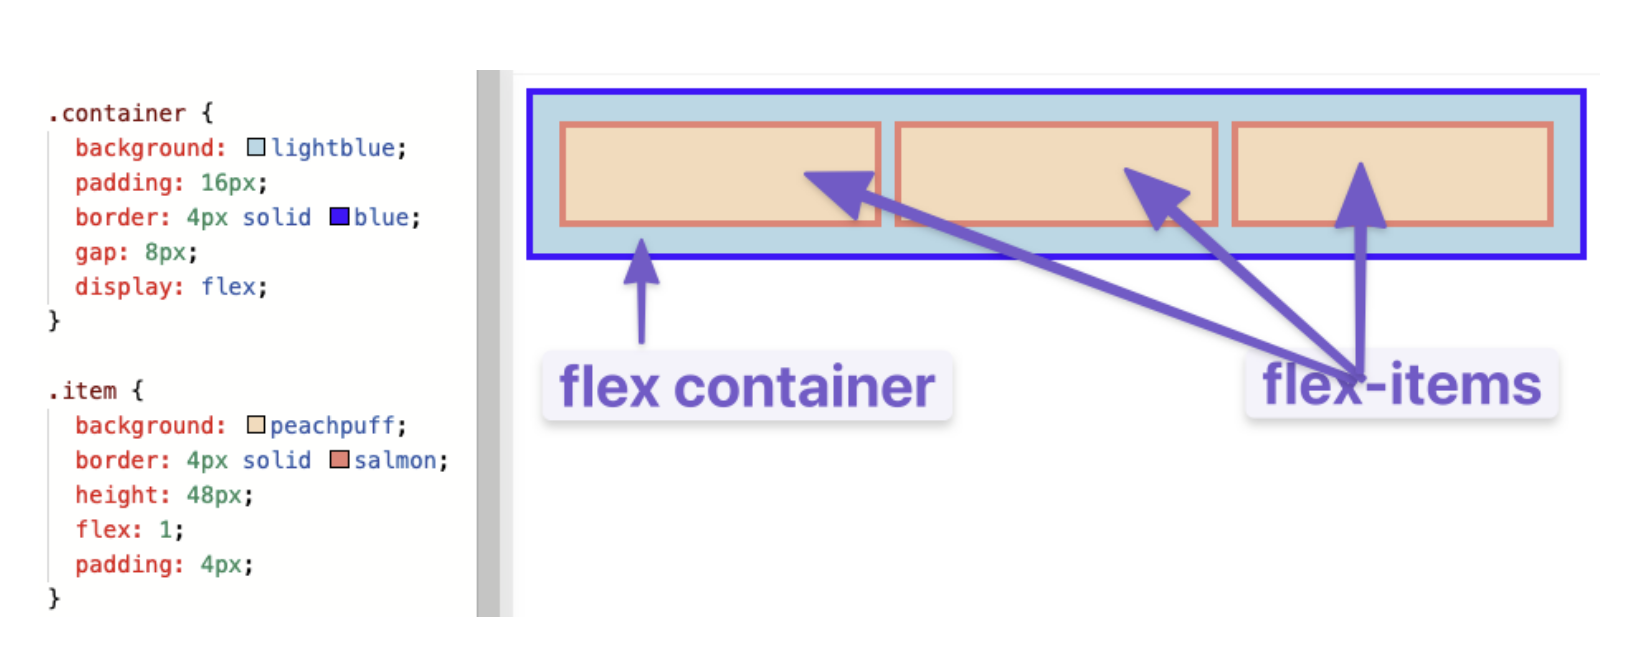 .container {
background: lightblue;
padding: 16px;
border: 4px solid blue;
gap: 8px;
display: flex;
}
.item {
background: peachpuff;
border: 4px solid salmon;
height: 48px;
flex: 1;
padding: 4px;
}
flex container
flex-items